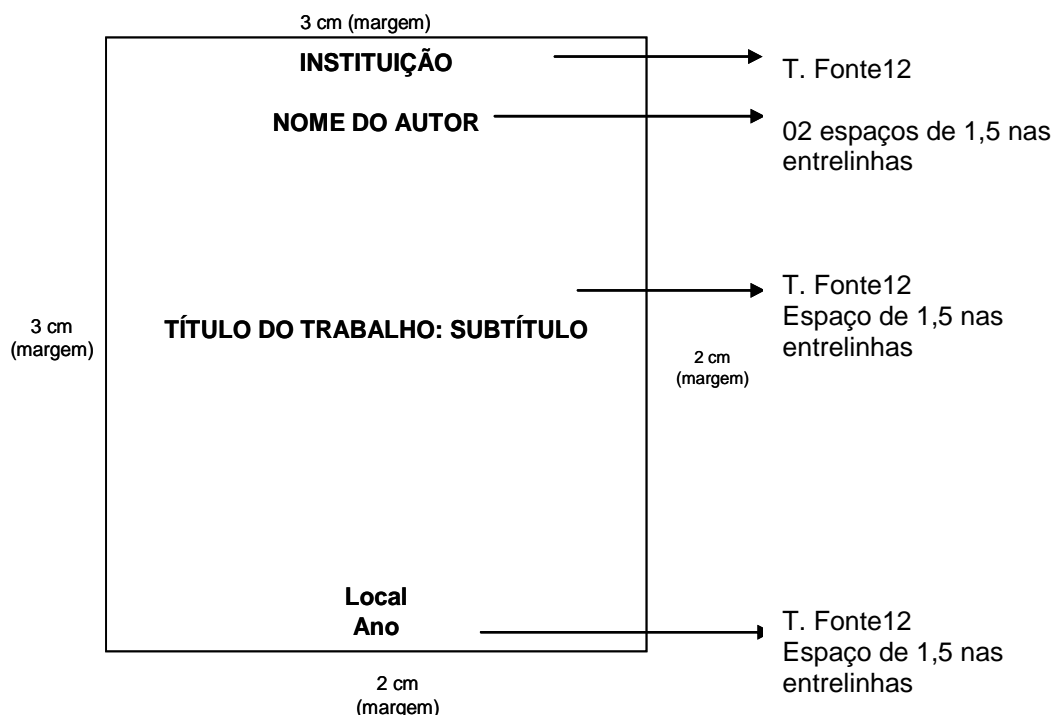 3 cm (margem)
INSTITUIÇÃO
T. Fonte12
NOME DO AUTOR
02 espaços de 1,5 nas
entrelinhas
T. Fonte12
Espaço de 1,5 nas
entrelinhas
3 cm
(margem)
TÍTULO DO TRABALHO: SUBTÍTULO
2 cm
(margem)
Local
Ano
T. Fonte12
Espaço de 1,5 nas
entrelinhas
2 cm
(margem)